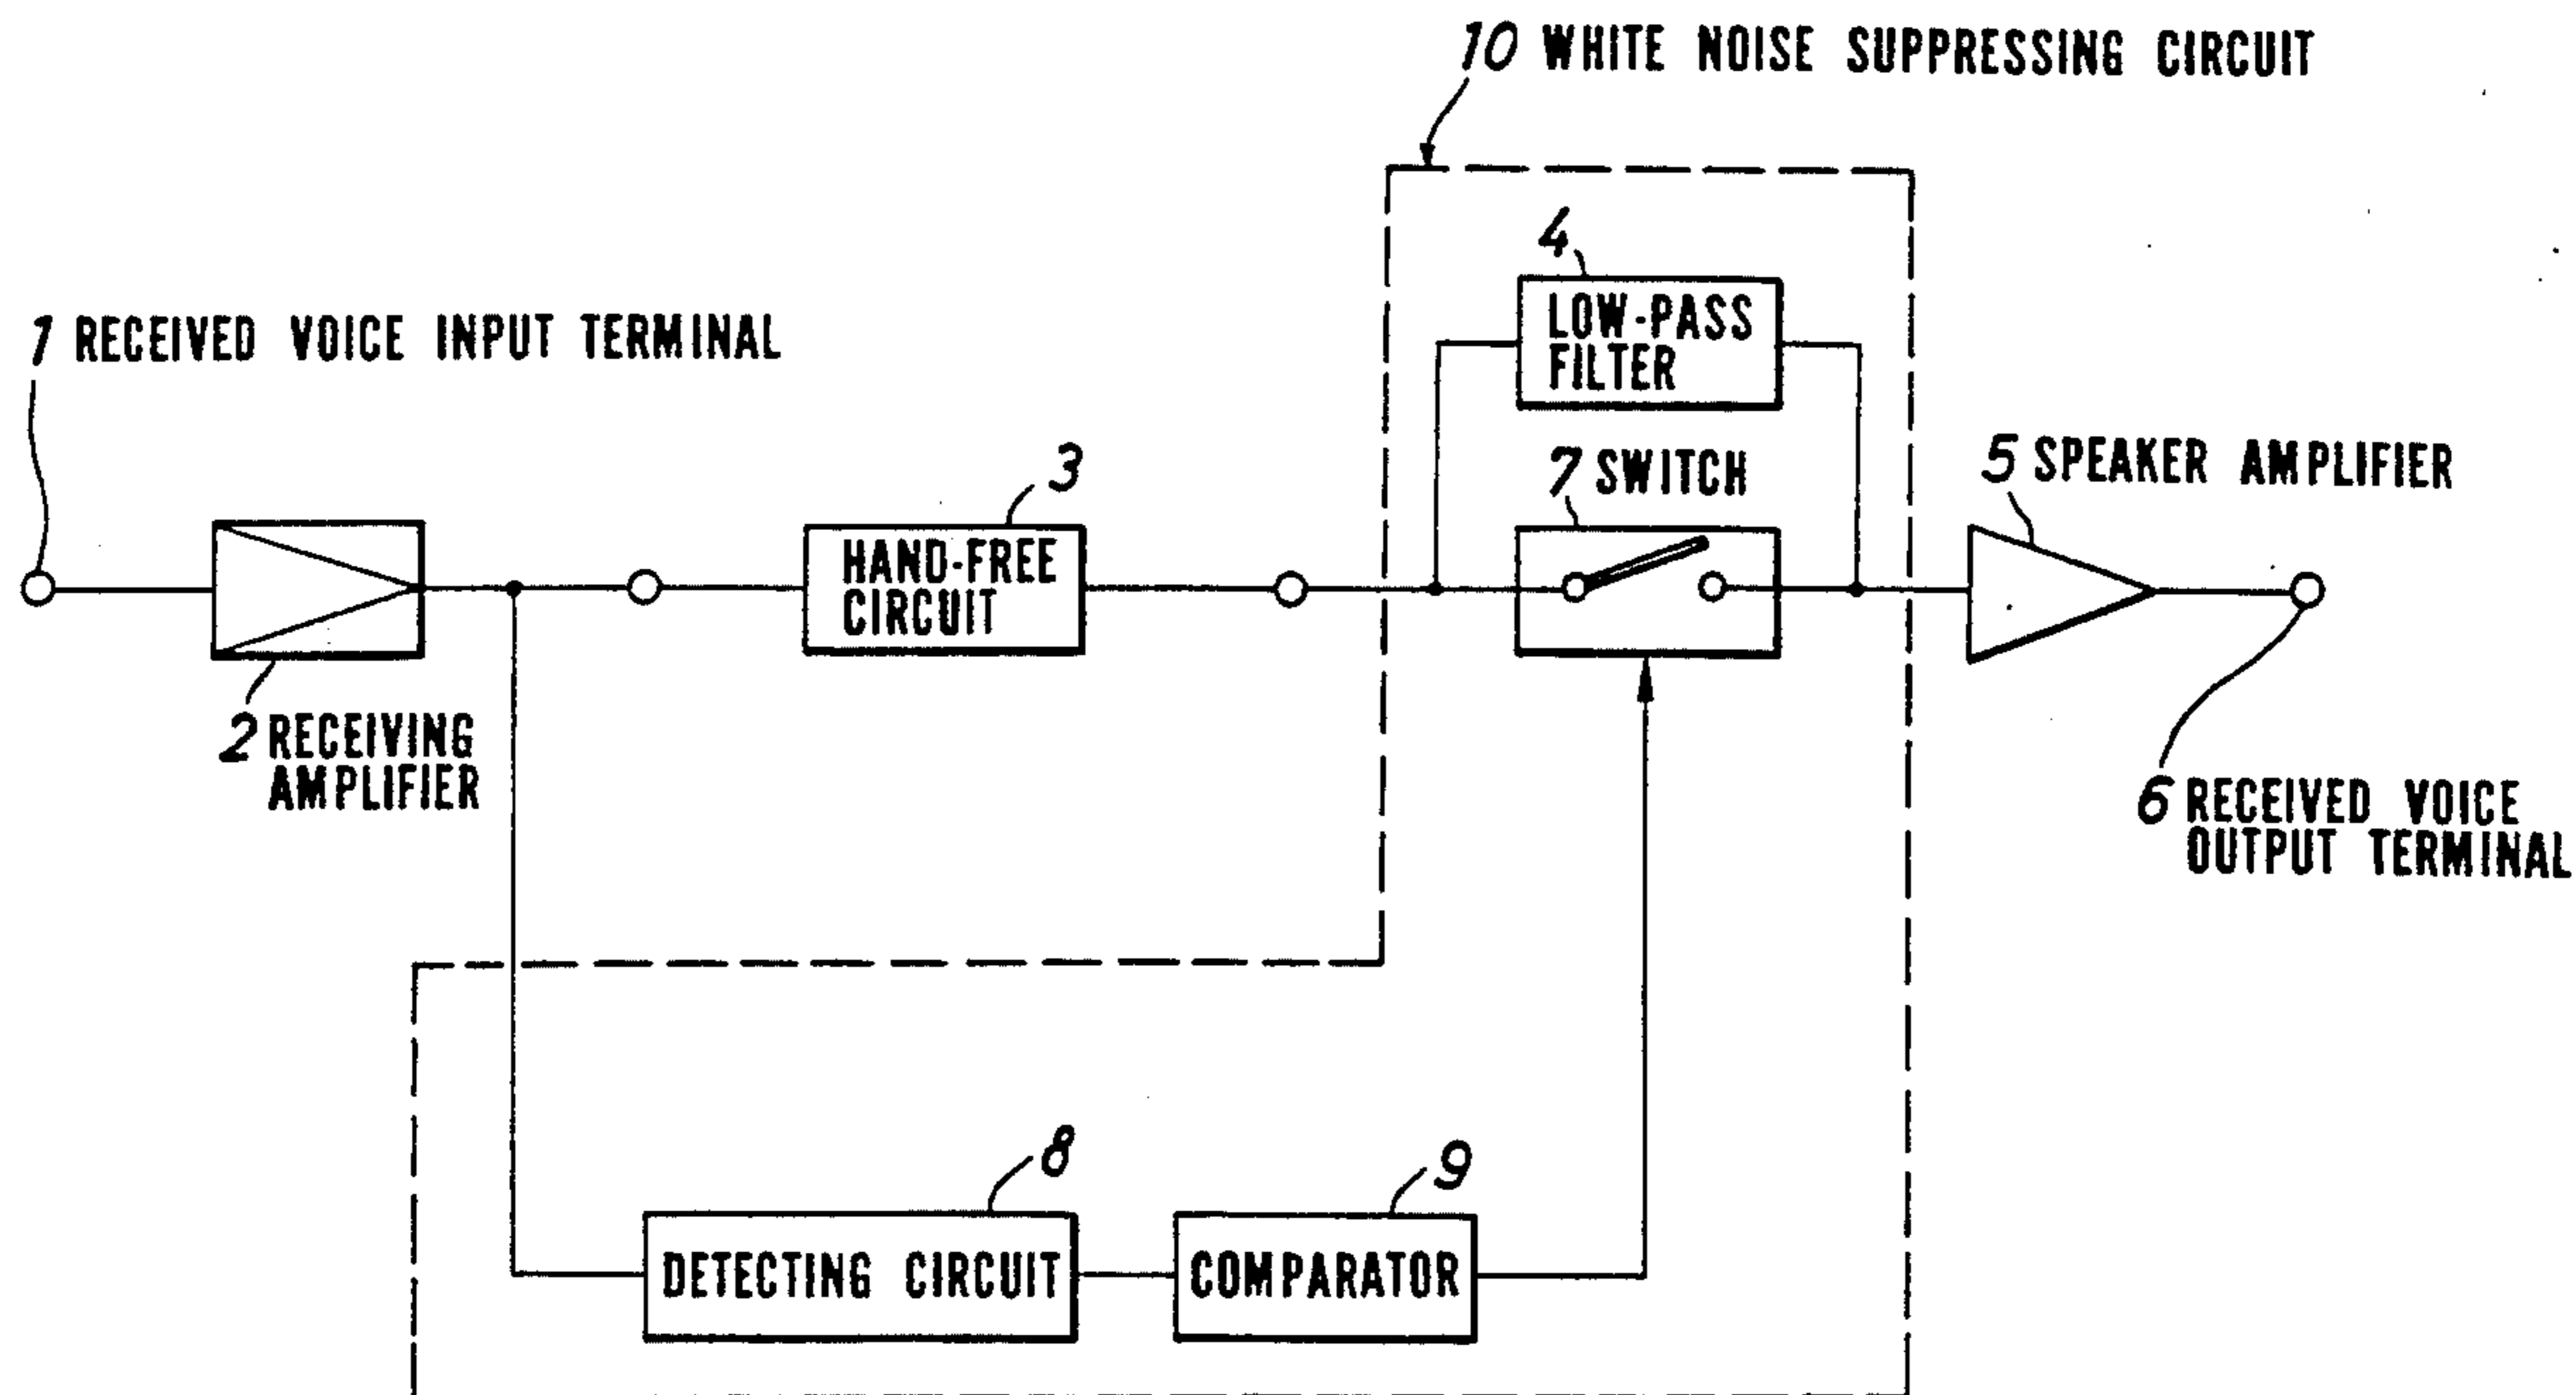 10 WHITE NOISE SUPPRESSING CIRCUIT
4
LOW-PASS
FILTER
1 RECEIVED VOICE INPUT TERMINAL
3
HAND-FREE
CIRCUIT
7 SWITCH
5 SPEAKER AMPLIFIER
2 RECEIVING
AMPLIFIER
6 RECEIVED VOICE
OUTPUT TERMINAL
8
DETECTING CIRCUIT
9
COMPARATOR